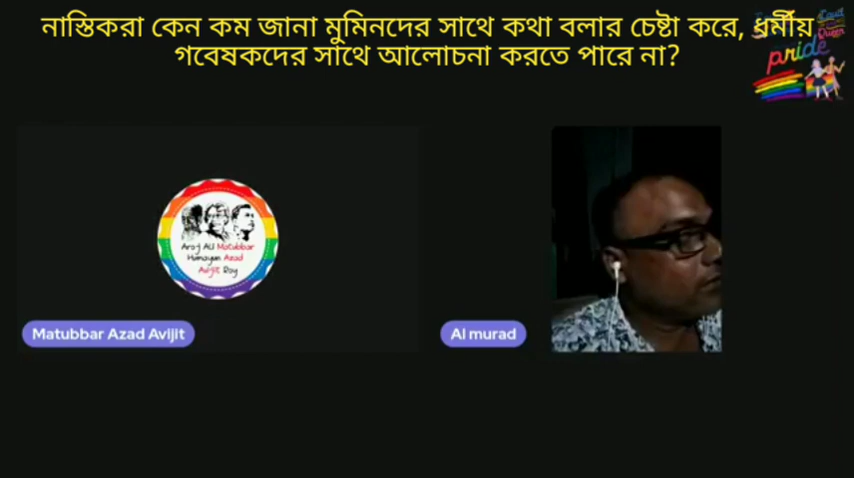 নাস্তিকরা কেন কম জানা মুমিনদের সাথে কথা বলার চেষ্টা করে, ধর্মীয়
গবেষকদের সাথে আলোচনা করতে পারে না?
pride
Queer
Aroj Ali Matubbar
Humayun Azad
Avijit Roy
Matubbar Azad Avijit
Al murad